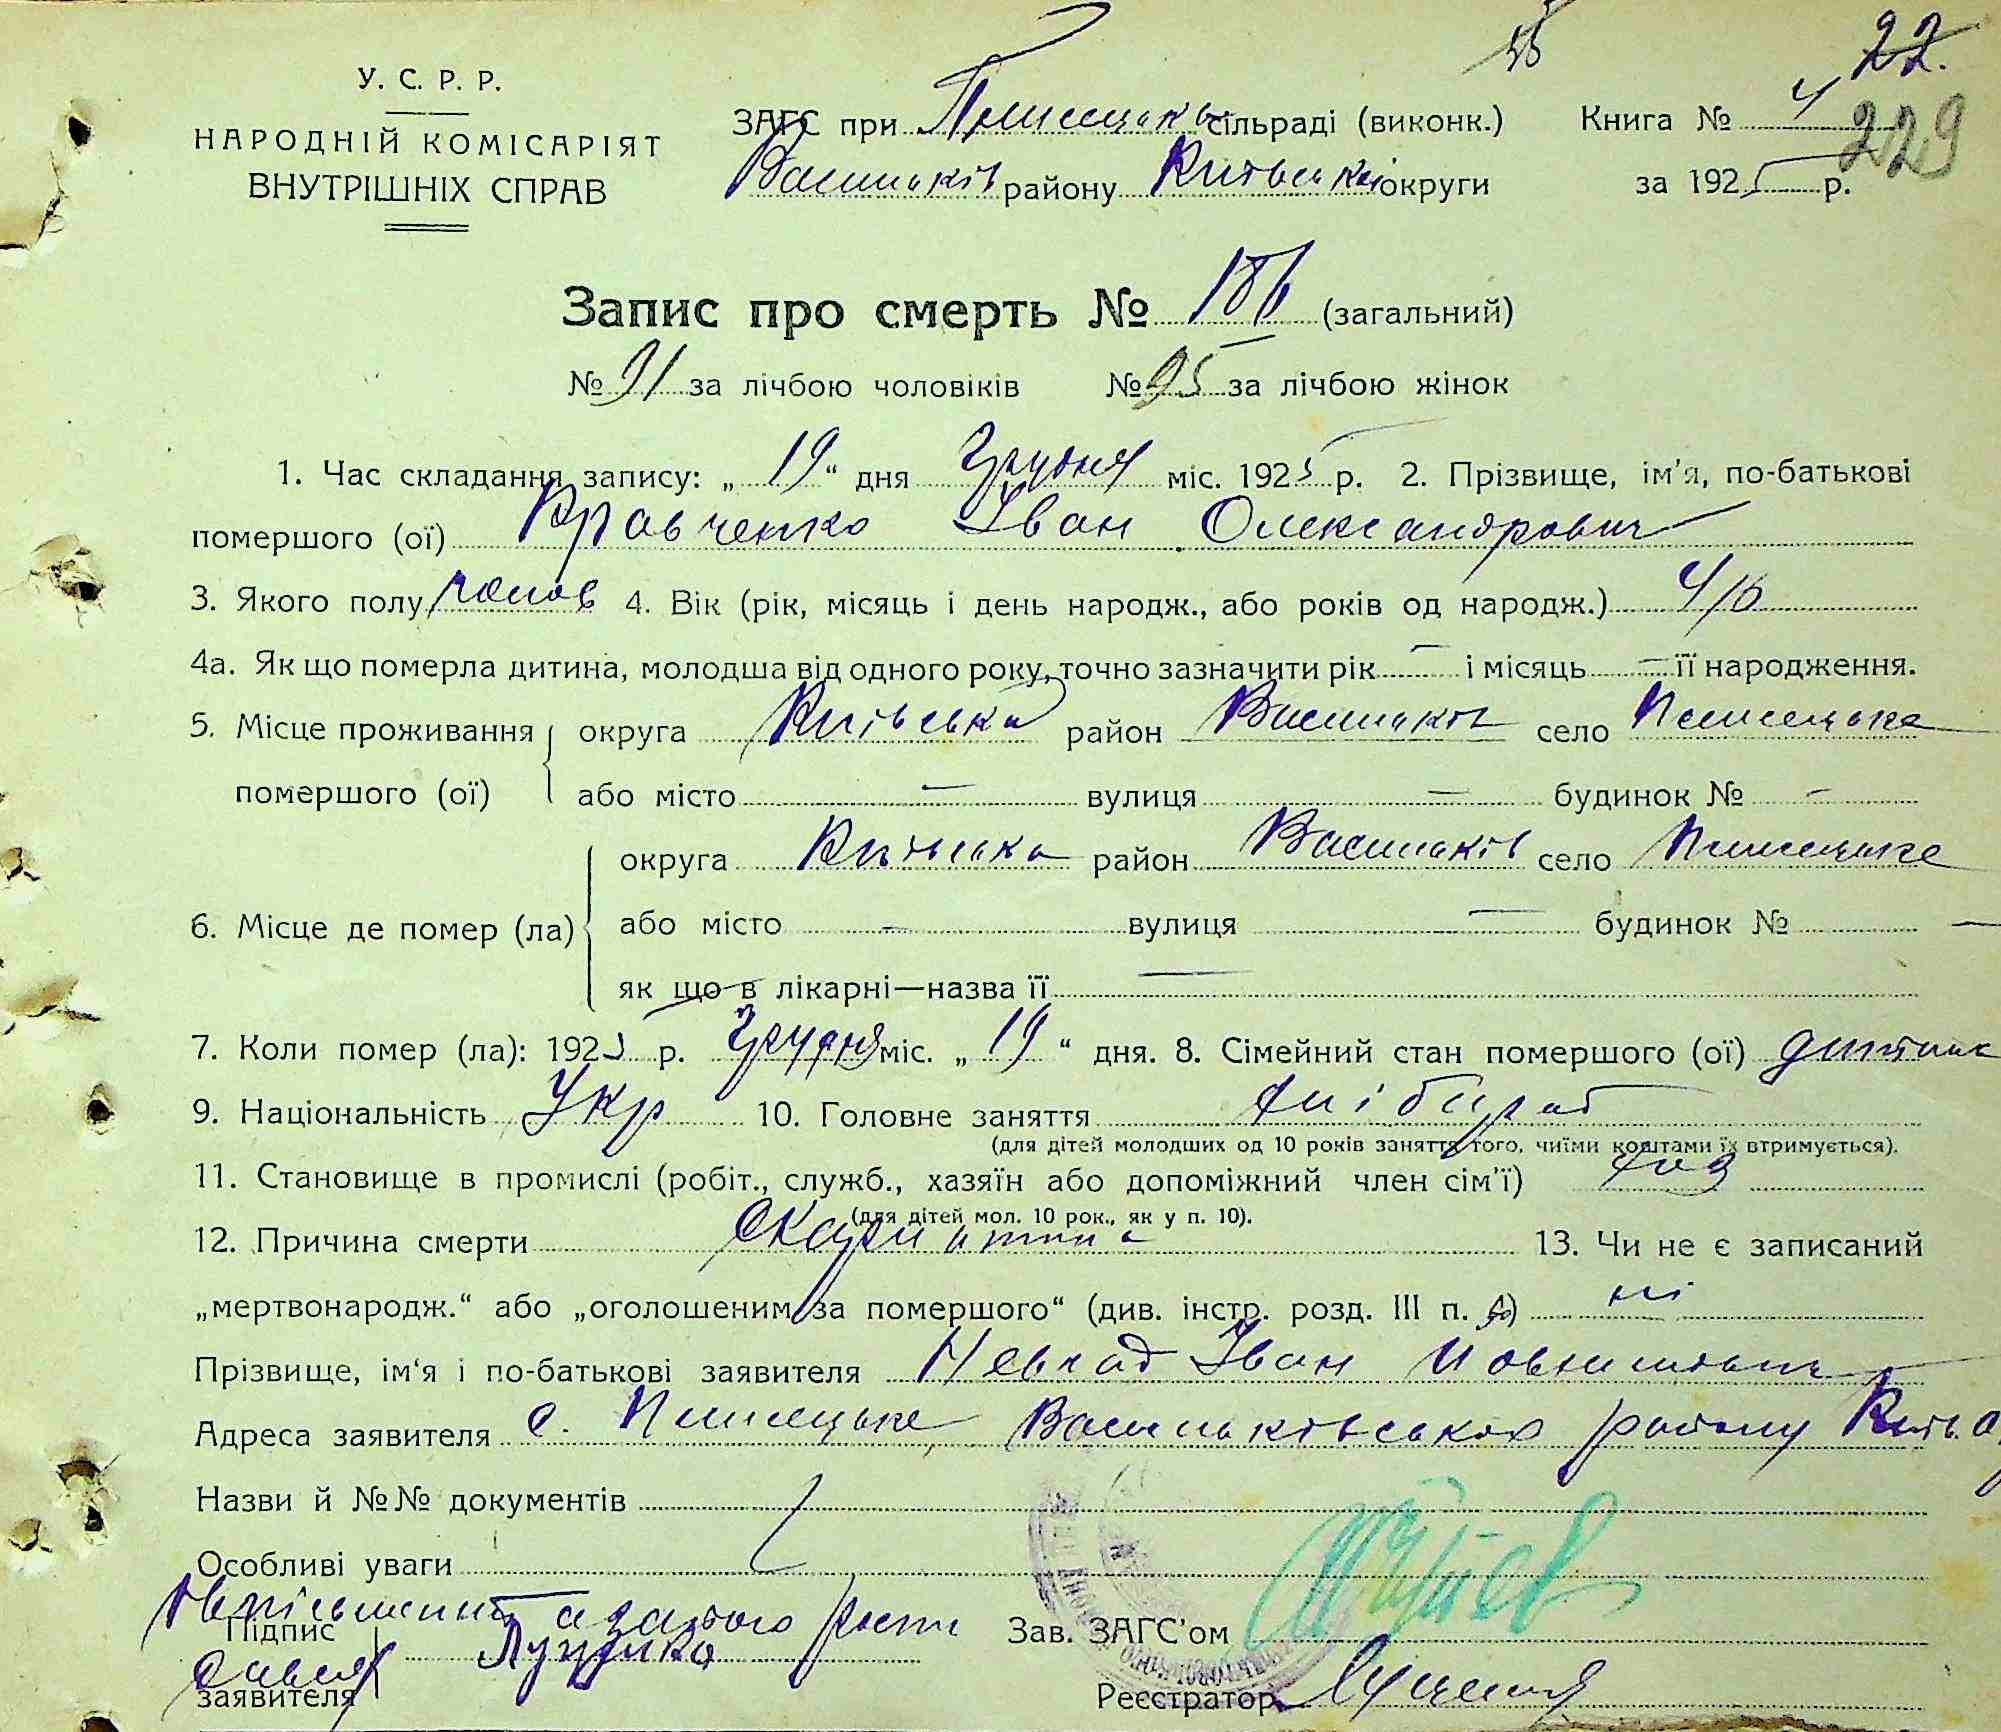 22.
У. С. Р. Р.
НАРОДНІЙ КОМІСАРІЯТ
ВНУТРІШНІХ СПРАВ
ЗАГС при сільраді (виконк.) Книга № 4
229
Васильків району Київської округи за 1925 р.
Запис про смерть № 186 (загальний)
№ 91 за лічбою чоловіків № 95 за лічбою жінок
1. Час складання запису: „ 19 “ дня Грудня міс. 1925 р. 2. Прізвище, ім'я, по-батькові
помершого (ої) Кравченко Іван Олександрович
3. Якого полу чолов 4. Вік (рік, місяць і день народж., або років од народж.)
4а. Як що померла дитина, молодша від одного року, точно зазначити рік — і місяць — її народження.
5. Місце проживання округа Київська район Васильків село
помершого (ої) або місто — вулиця — будинок № —
округа Київська район Васильків село
6. Місце де помер (ла) або місто — вулиця — будинок № —
як що в лікарні—назва її —
7. Коли помер (ла): 1925 р. Грудня міс. „ 19 “ дня. 8. Сімейний стан помершого (ої) дитина
9. Національність Укр 10. Головне заняття хлібороб
(для дітей молодших од 10 років заняття того, чиїми коштами їх втримується).
11. Становище в промислі (робіт., служб., хазяїн або допоміжний член сім'ї) хаз
(для дітей мол. 10 рок., як у п. 10).
12. Причина смерти Скарлатина 13. Чи не є записаний
„мертвонародж.“ або „оголошеним за помершого“ (див. інстр. розд. III п. ) ні
Прізвище, ім'я і по-батькові заявителя Іван
Адреса заявителя с. Васильківського району Київ.
Назви й №№ документів
Особливі уваги
Неписьменний а за його
Підпис Зав. ЗАГС'ом
заявителя Реєстратор